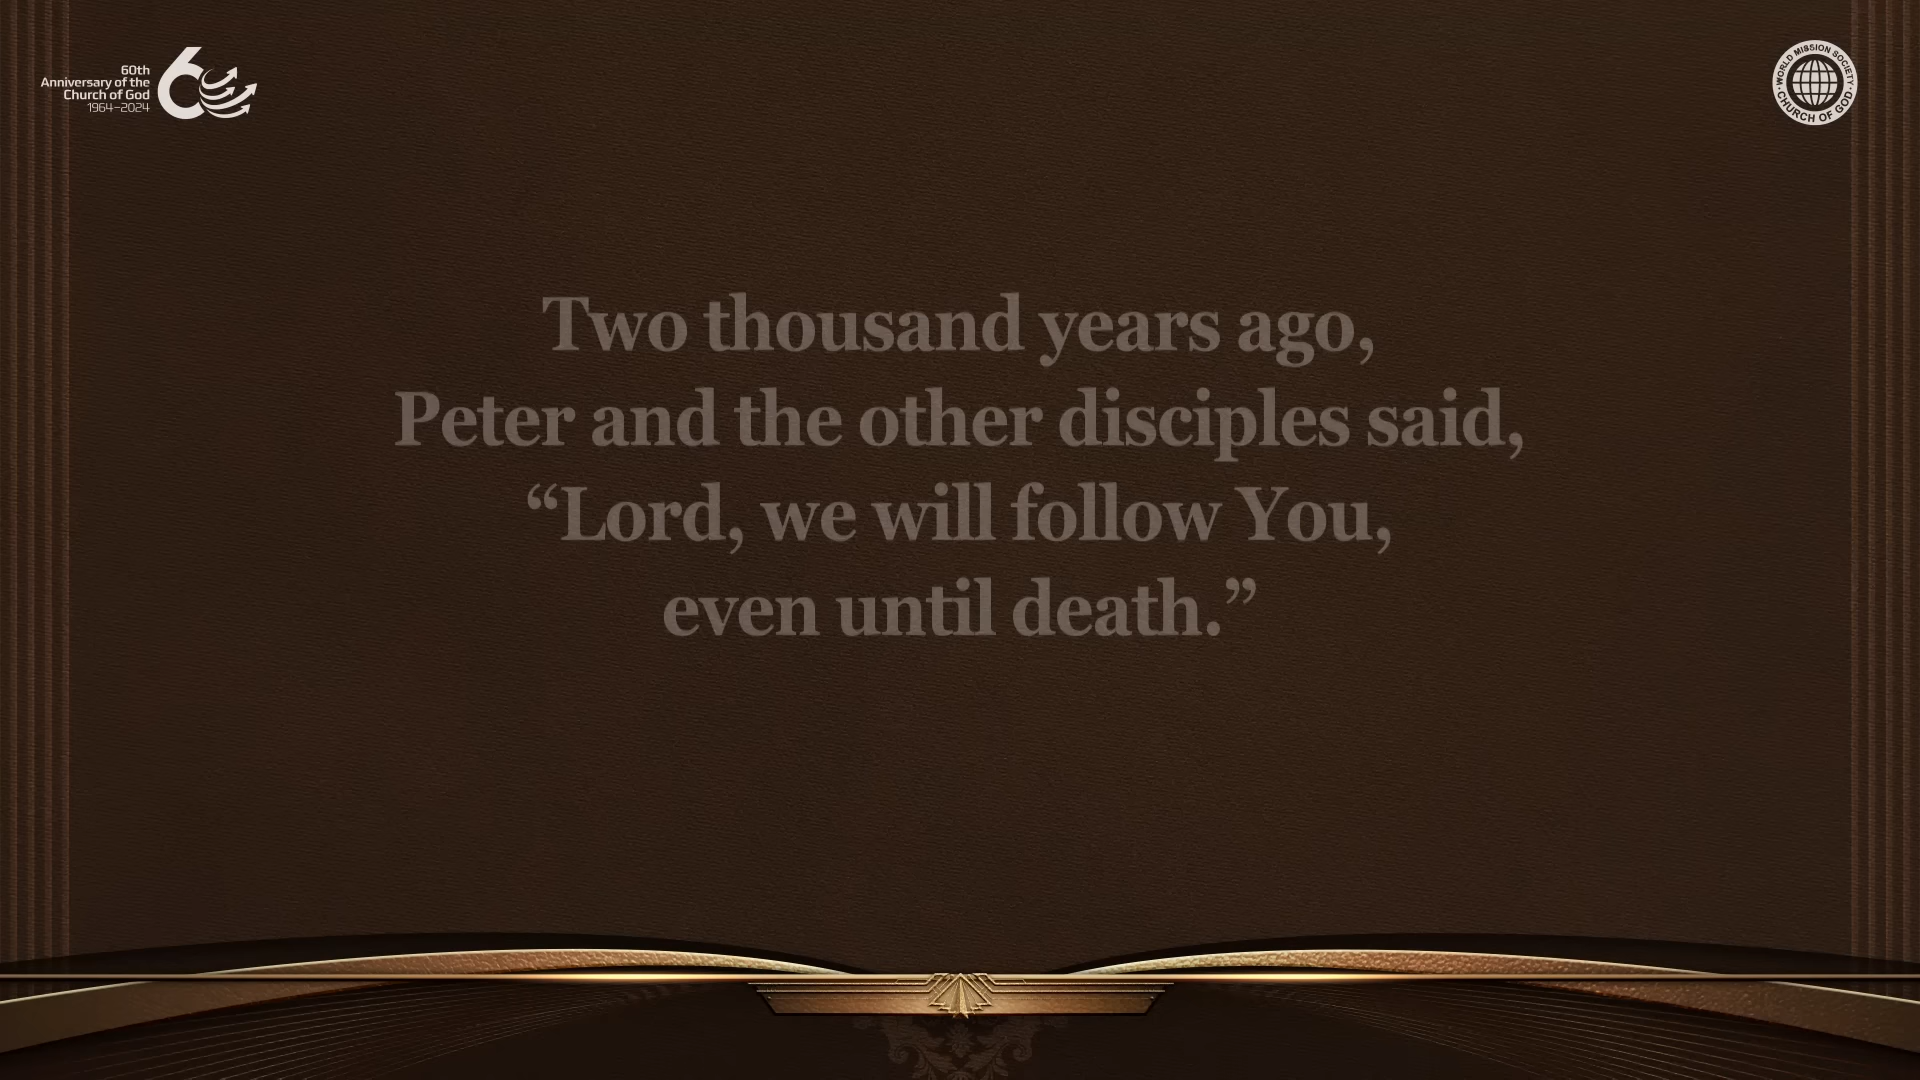 60th
Anniversary of the
Church of God
1964–2024
WORLD MISSION SOCIETY
CHURCH OF GOD
Two thousand years ago,
Peter and the other disciples said,
“Lord, we will follow You,
even until death.”